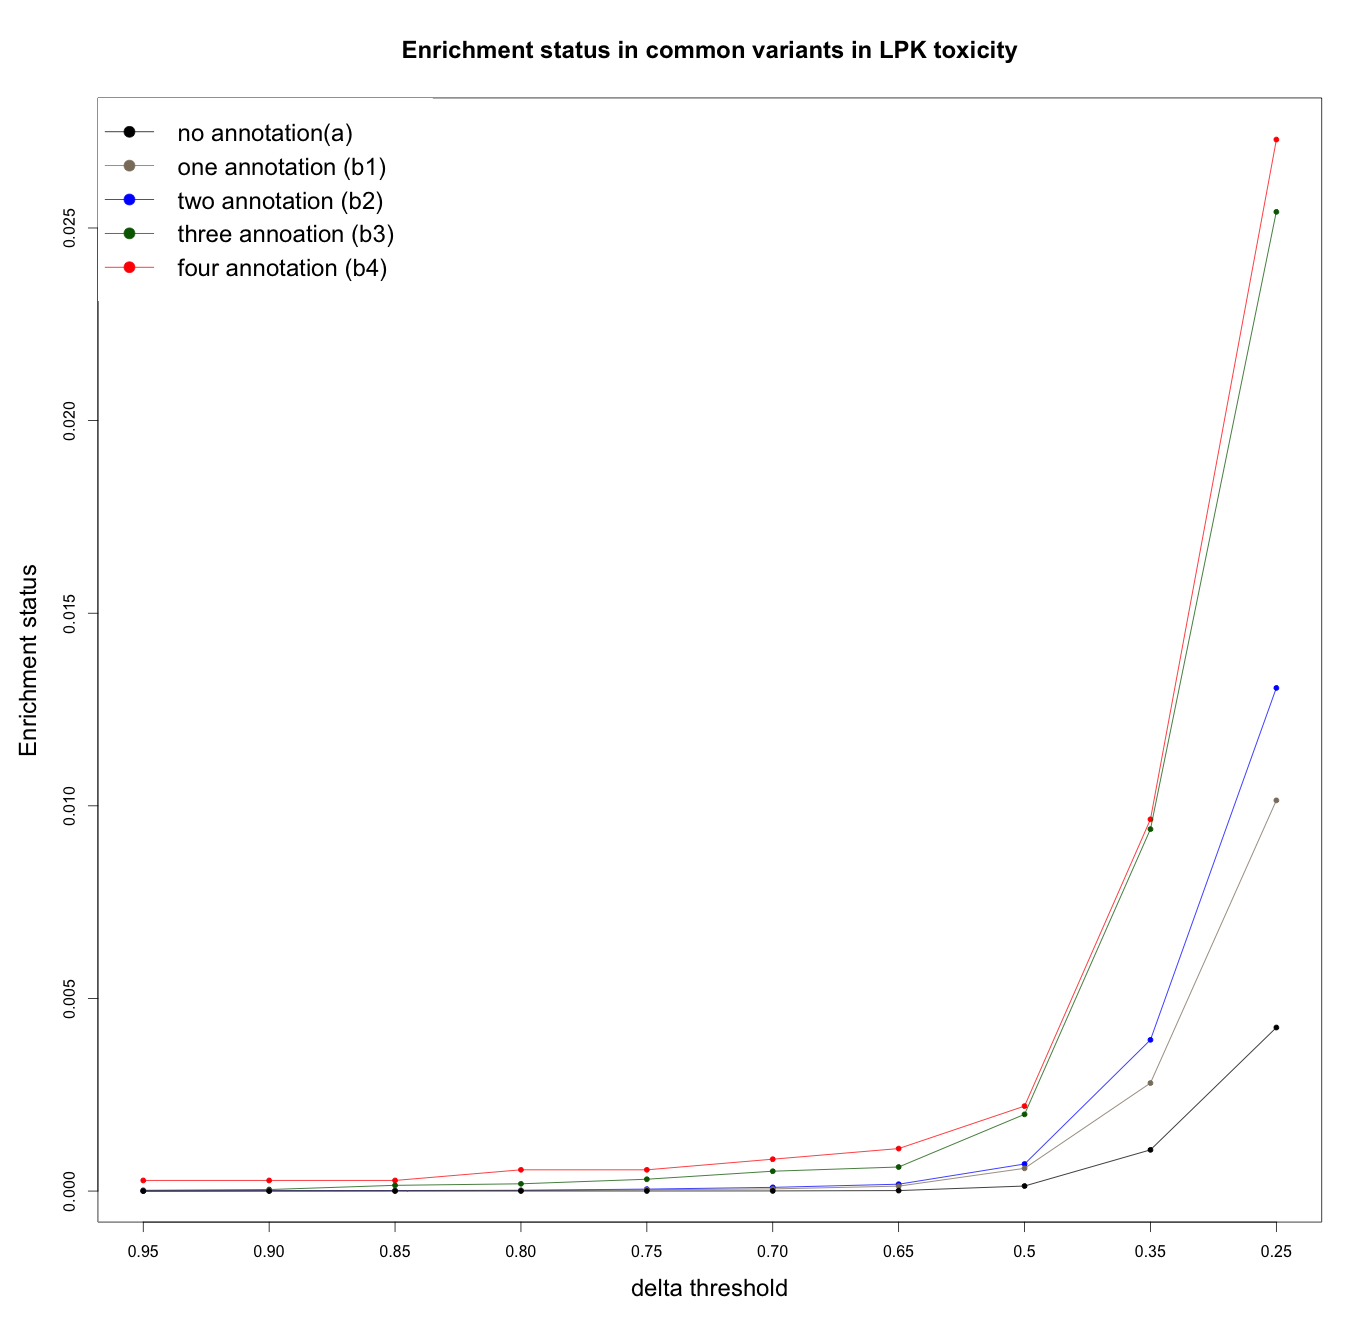 Enrichment status in common variants in LPK toxicity
no annotation(a)
one annotation (b1)
two annotation (b2)
three annoation (b3)
four annotation (b4)
Enrichment status
0.025
0.020
0.015
0.010
0.005
0.000
0.95 0.90 0.85 0.80 0.75 0.70 0.65 0.5 0.35 0.25
delta threshold